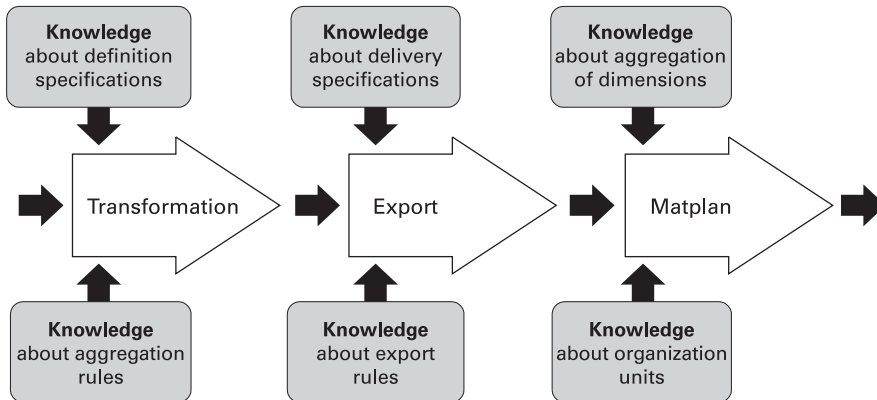 Knowledge
about definition
specifications
Knowledge
about delivery
specifications
Knowledge
about aggregation
of dimensions
Transformation
Export
Matplan
Knowledge
about aggregation
rules
Knowledge
about export
rules
Knowledge
about organization
units